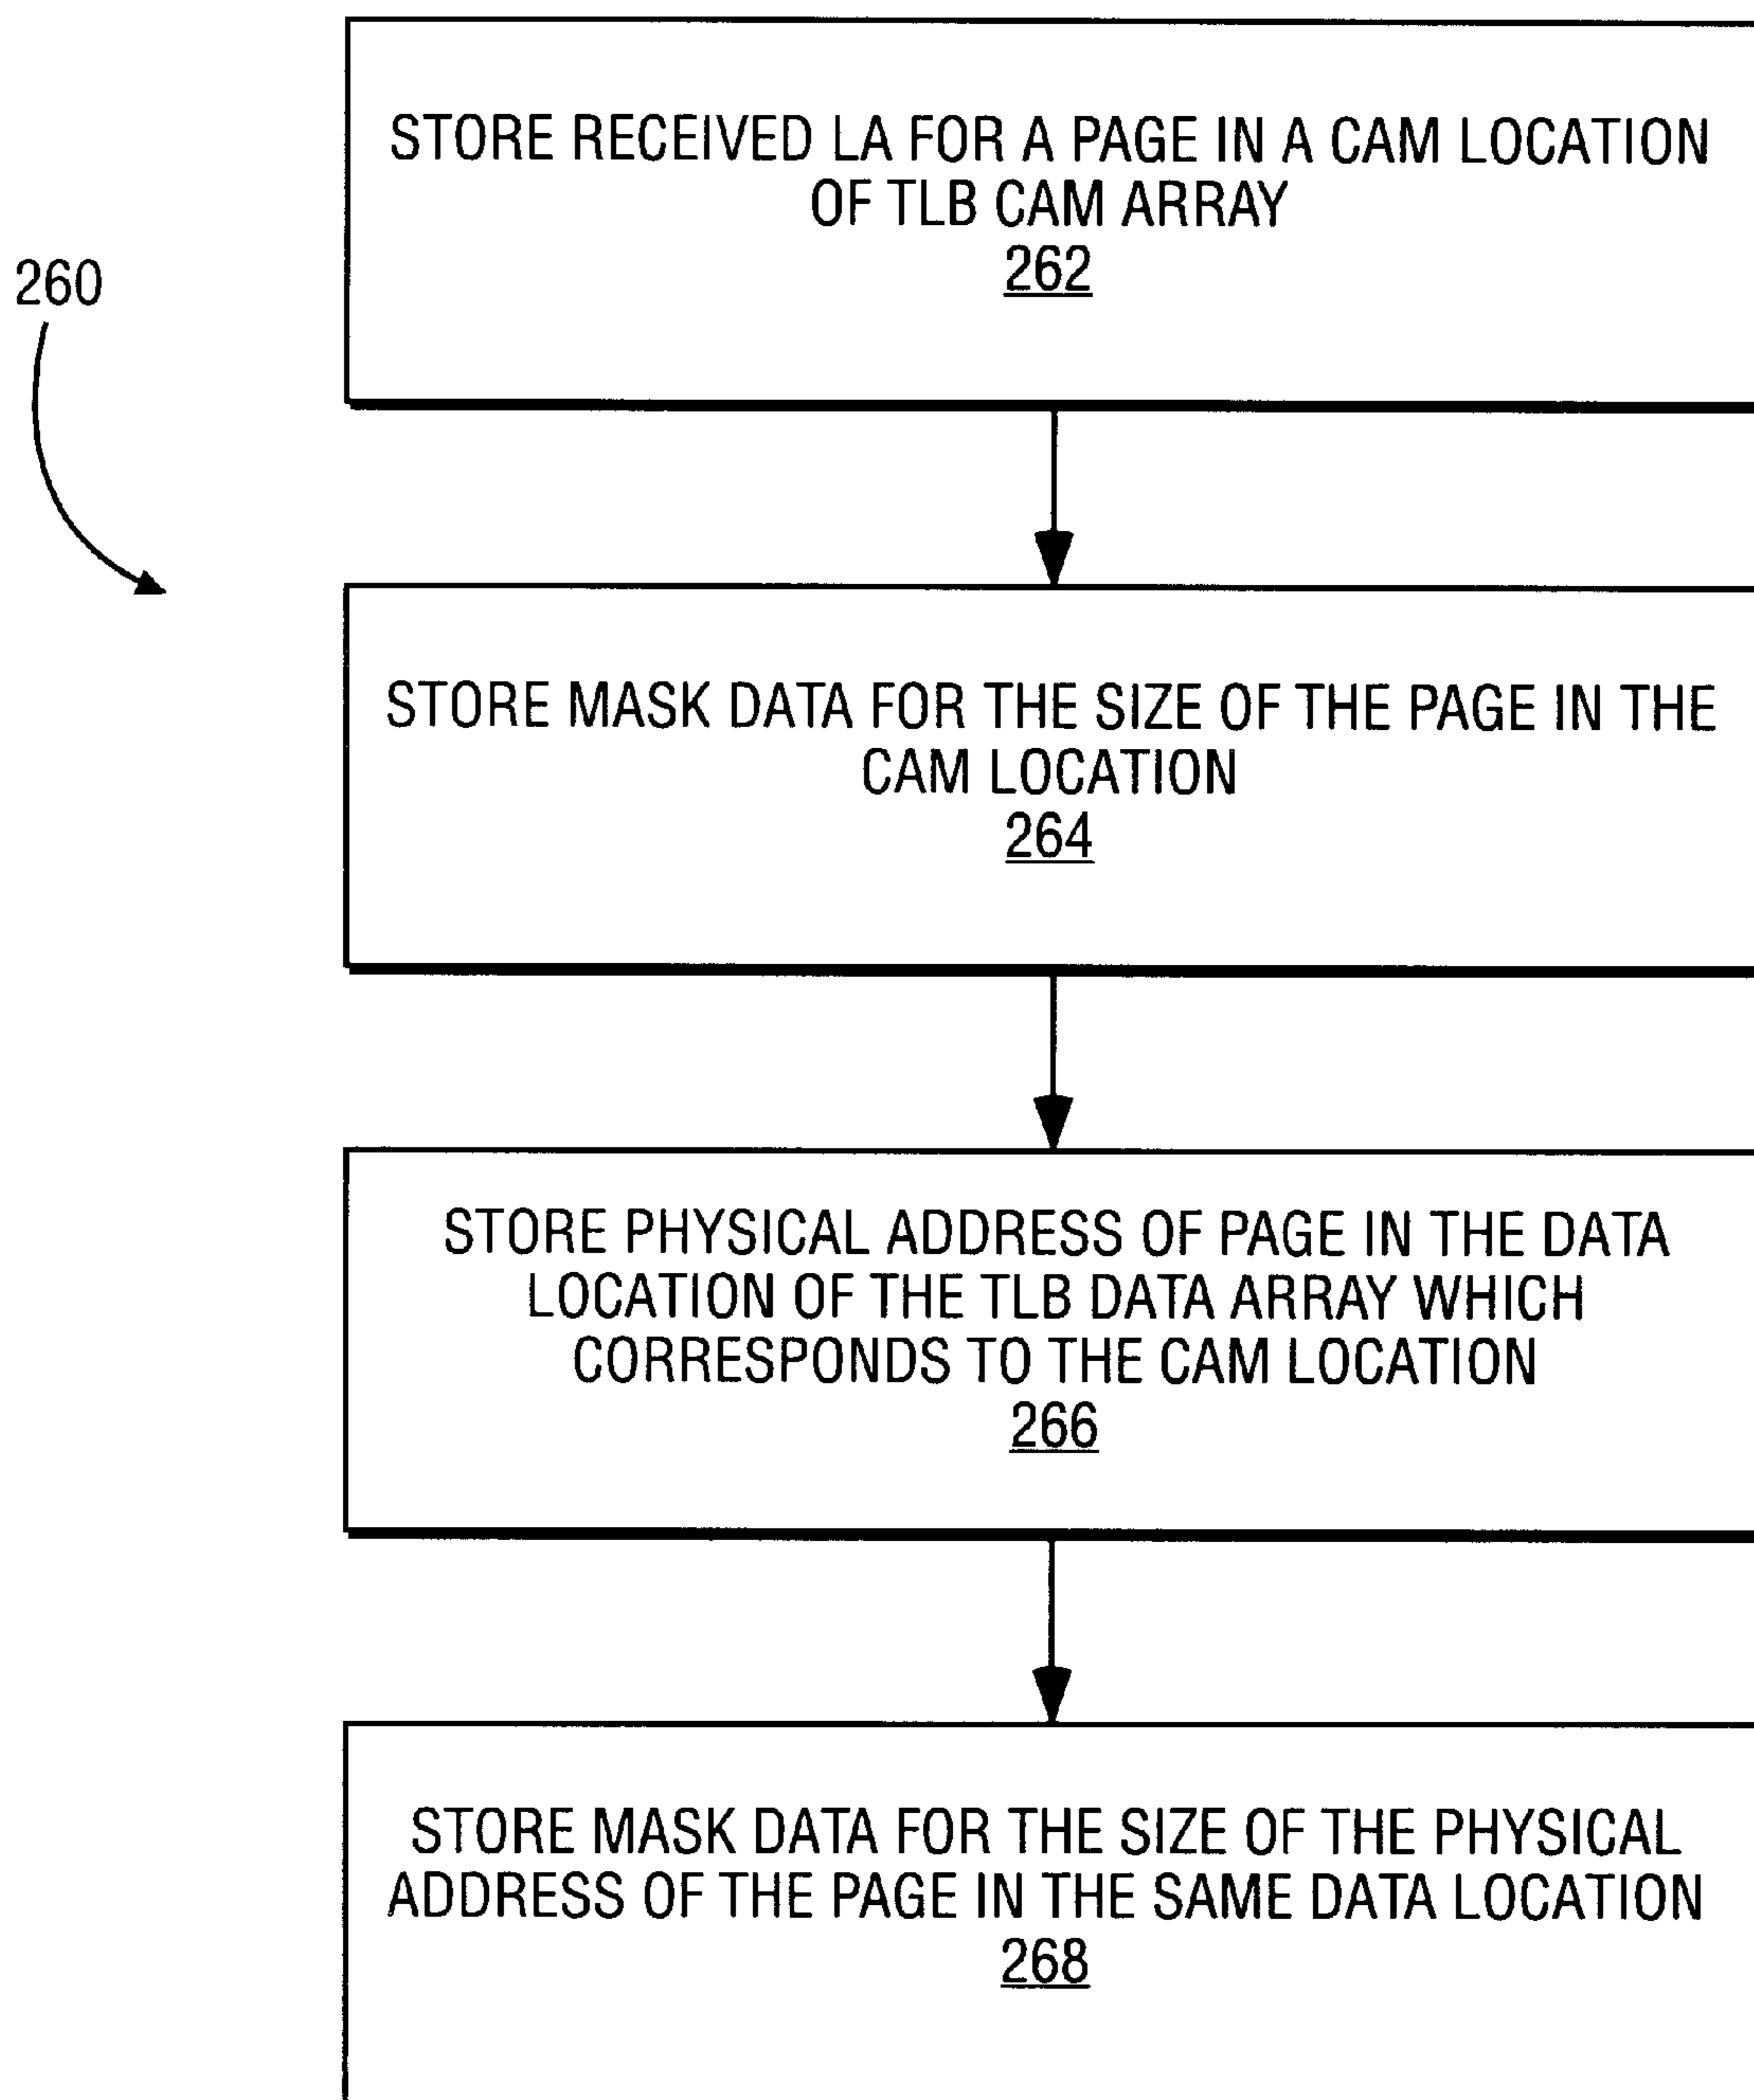 260
STORE RECEIVED LA FOR A PAGE IN A CAM LOCATION
OF TLB CAM ARRAY
262
STORE MASK DATA FOR THE SIZE OF THE PAGE IN THE
CAM LOCATION
264
STORE PHYSICAL ADDRESS OF PAGE IN THE DATA
LOCATION OF THE TLB DATA ARRAY WHICH
CORRESPONDS TO THE CAM LOCATION
266
STORE MASK DATA FOR THE SIZE OF THE PHYSICAL
ADDRESS OF THE PAGE IN THE SAME DATA LOCATION
268